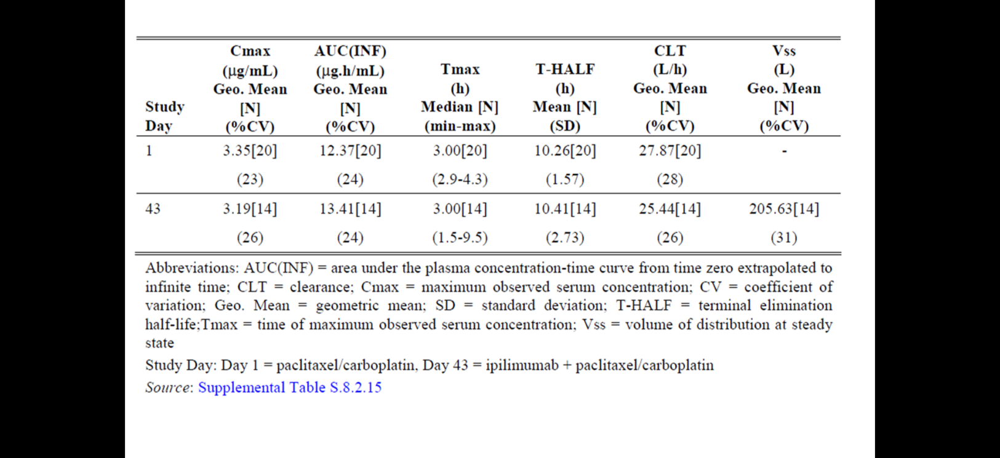 Cmax AUC(INF) CLT Vss
(μg/mL) (μg.h/mL) Tmax T-HALF (L/h) (L)
Geo. Mean Geo. Mean (h) (h) Geo. Mean Geo. Mean
Study [N] [N] Median [N] Mean [N] [N] [N]
Day (%CV) (%CV) (min-max) (SD) (%CV) (%CV)
1 3.35[20] 12.37[20] 3.00[20] 10.26[20] 27.87[20] -
(23) (24) (2.9-4.3) (1.57) (28)
43 3.19[14] 13.41[14] 3.00[14] 10.41[14] 25.44[14] 205.63[14]
(26) (24) (1.5-9.5) (2.73) (26) (31)
Abbreviations: AUC(INF) = area under the plasma concentration-time curve from time zero extrapolated to
infinite time; CLT = clearance; Cmax = maximum observed serum concentration; CV = coefficient of
variation; Geo. Mean = geometric mean; SD = standard deviation; T-HALF = terminal elimination
half-life;Tmax = time of maximum observed serum concentration; Vss = volume of distribution at steady
state
Study Day: Day 1 = paclitaxel/carboplatin, Day 43 = ipilimumab + paclitaxel/carboplatin
Source: Supplemental Table S.8.2.15